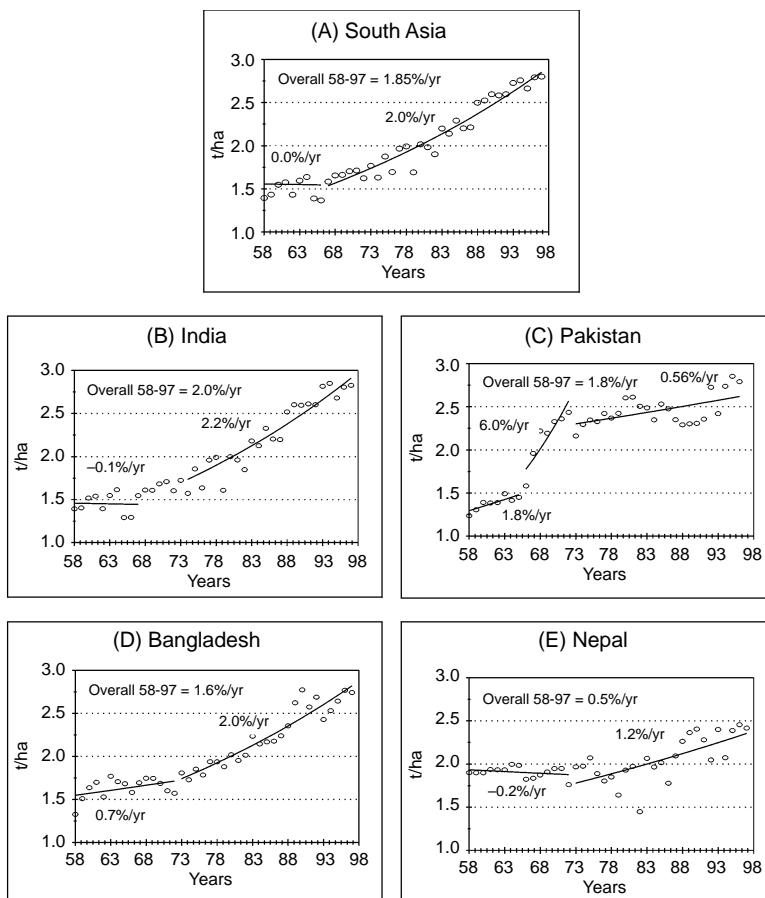 (A) South Asia
3.0
Overall 58-97 = 1.85%/yr
2.5
2.0%/yr
t/ha
2.0
0.0%/yr
1.5
1.0
58 63 68 73 78 83 88 93 98
Years
(B) India
3.0
Overall 58-97 = 2.0%/yr
2.5
2.2%/yr
t/ha
2.0
–0.1%/yr
1.5
1.0
58 63 68 73 78 83 88 93 98
Years
(C) Pakistan
3.0
Overall 58-97 = 1.8%/yr
0.56%/yr
2.5
6.0%/yr
t/ha
2.0
1.5
1.8%/yr
1.0
58 63 68 73 78 83 88 93 98
Years
(D) Bangladesh
3.0
Overall 58-97 = 1.6%/yr
2.5
2.0%/yr
t/ha
2.0
1.5
0.7%/yr
1.0
58 63 68 73 78 83 88 93 98
Years
(E) Nepal
3.0
Overall 58-97 = 0.5%/yr
2.5
1.2%/yr
t/ha
2.0
–0.2%/yr
1.5
1.0
58 63 68 73 78 83 88 93 98
Years